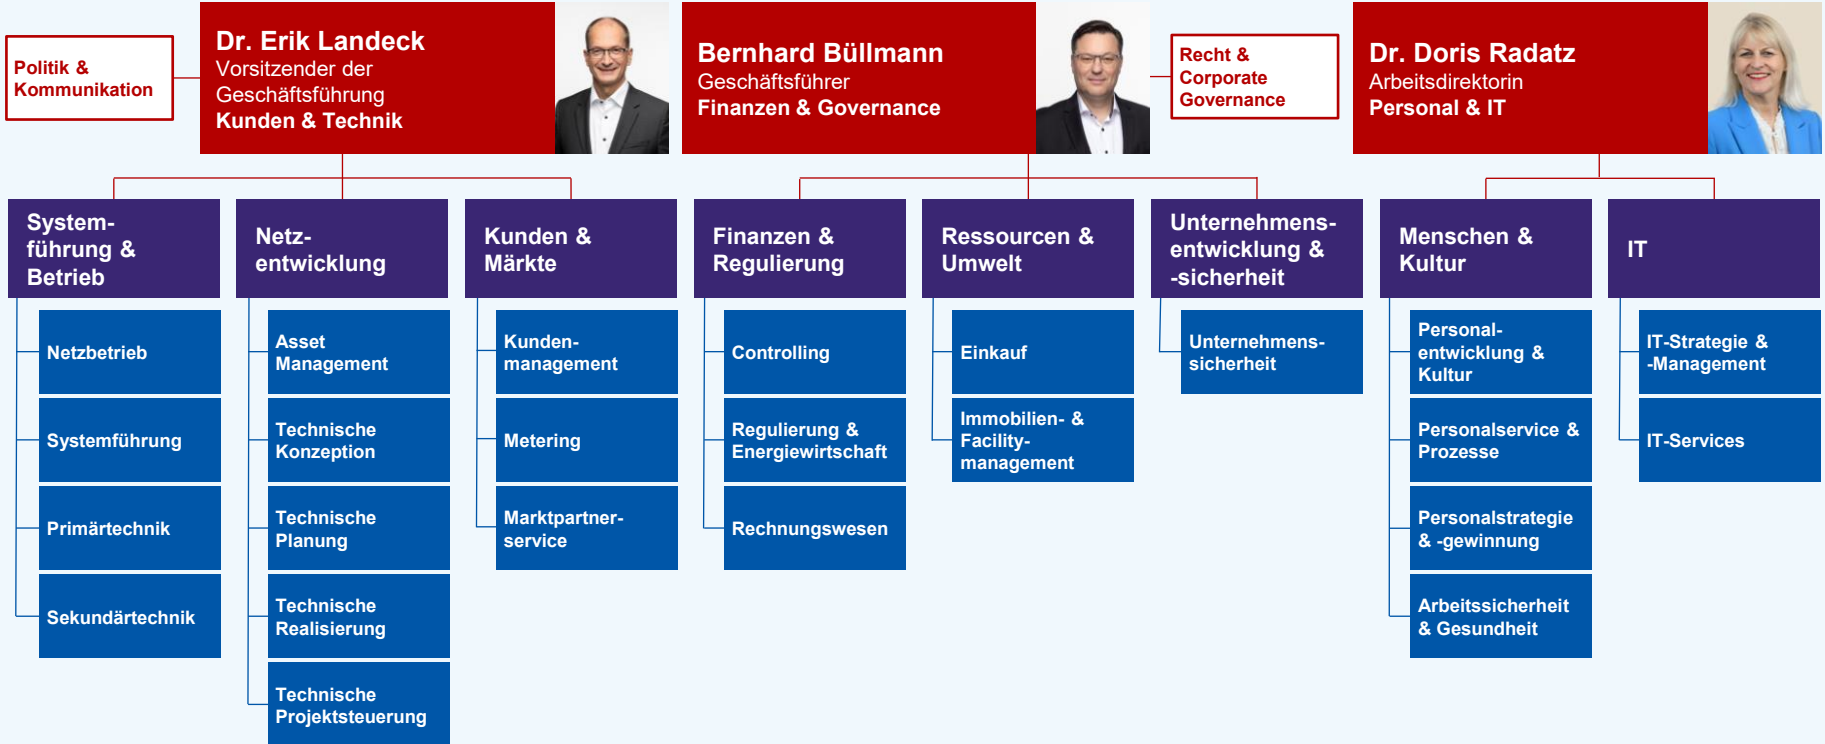 Politik &
Kommunikation
Dr. Erik Landeck
Vorsitzender der
Geschäftsführung
Kunden & Technik
Bernhard Büllmann
Geschäftsführer
Finanzen & Governance
Recht &
Corporate
Governance
Dr. Doris Radatz
Arbeitsdirektorin
Personal & IT
System-
führung &
Betrieb
Netzbetrieb
Systemführung
Primärtechnik
Sekundärtechnik
Netz-
entwicklung
Asset
Management
Technische
Konzeption
Technische
Planung
Technische
Realisierung
Technische
Projektsteuerung
Kunden &
Märkte
Kunden-
management
Metering
Marktpartner-
service
Finanzen &
Regulierung
Controlling
Regulierung &
Energiewirtschaft
Rechnungswesen
Ressourcen &
Umwelt
Einkauf
Immobilien- &
Facility-
management
Unternehmens-
entwicklung &
-sicherheit
Unternehmens-
sicherheit
Menschen &
Kultur
Personal-
entwicklung &
Kultur
Personalservice &
Prozesse
Personalstrategie
& -gewinnung
Arbeitssicherheit
& Gesundheit
IT
IT-Strategie &
-Management
IT-Services